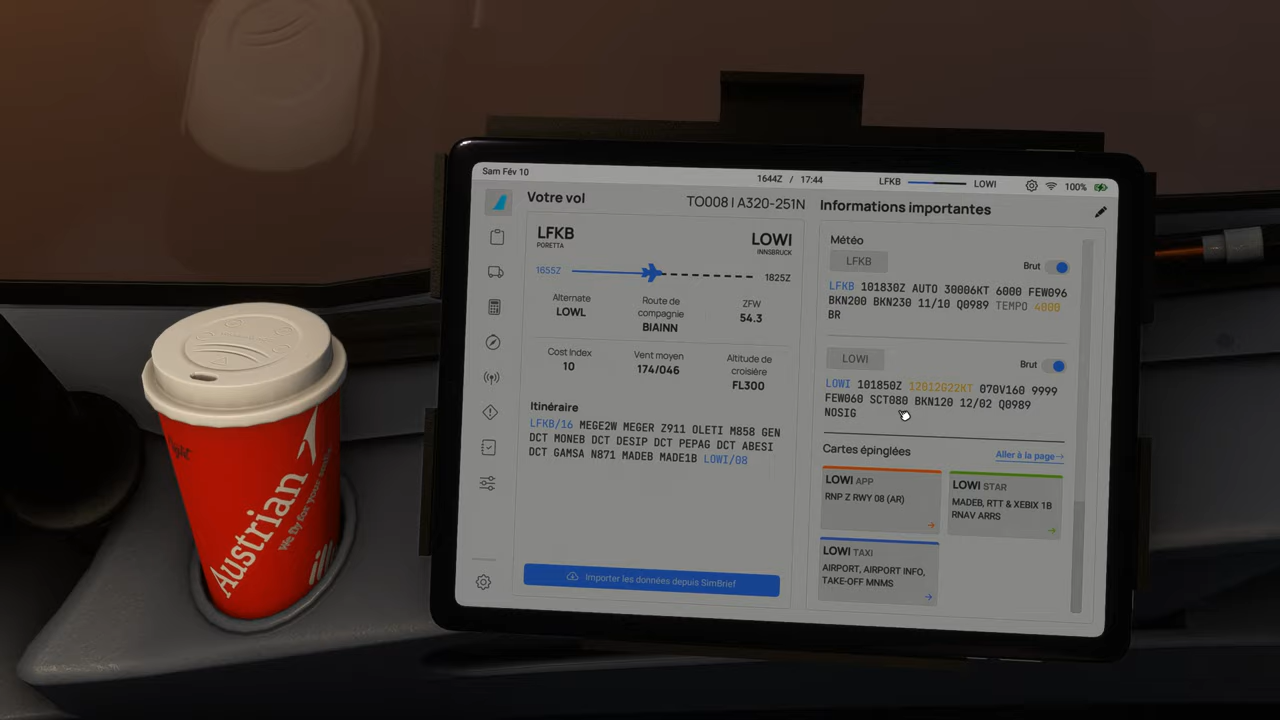 Sam Fév 10
1644Z / 17:44
LFKB
LOWI
100%
Votre vol
TO008 | A320-251N
LFKB
PORETTA
LOWI
INNSBRUCK
1655Z
1825Z
Alternate
LOWL
Route de
compagnie
BIAINN
ZFW
54.3
Cost Index
10
Vent moyen
174/046
Altitude de
croisière
FL300
Itinéraire
LFKB/16 MEGE2W MEGER Z911 OLETI M858 GEN
DCT MONEB DCT DESIP DCT PEPAG DCT ABESI
DCT GAMSA N871 MADEB MADE1B LOWI/08
Importer les données depuis SimBrief
Informations importantes
Météo
LFKB
Brut
LFKB 101830Z AUTO 30006KT 6000 FEW096
BKN200 BKN230 11/10 Q0989 TEMPO 4000
BR
LOWI
Brut
LOWI 101850Z 12012G22KT 070V160 9999
FEW060 SCT080 BKN120 12/02 Q0989
NOSIG
Cartes épinglées
Aller à la page
LOWI APP
RNP Z RWY 08 (AR)
LOWI STAR
MADEB, RTT & XEBIX 1B
RNAV ARRS
LOWI TAXI
AIRPORT, AIRPORT INFO,
TAKE-OFF MNMS
Austrian
We fly for your smile